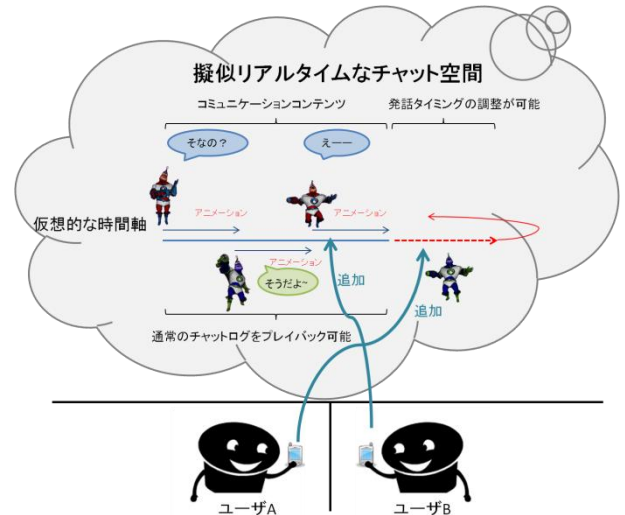 擬似リアルタイムなチャット空間
コミュニケーションコンテンツ
発話タイミングの調整が可能
そなの？
えーー
アニメーション
アニメーション
仮想的な時間軸
アニメーション
そうだよ~
追加
追加
通常のチャットログをプレイバック可能
ユーザA
ユーザB